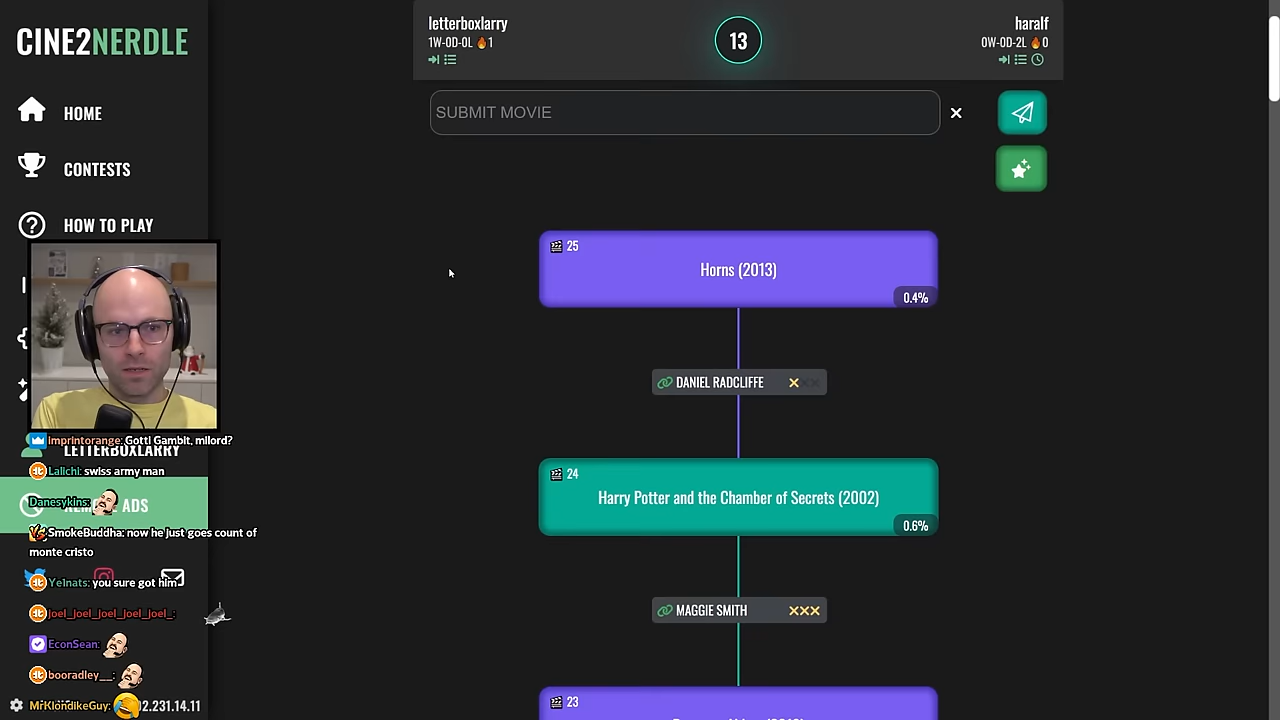 CINE2NERDLE
HOME
CONTESTS
HOW TO PLAY
LETTERBOXLARRY
ADS
Imprintorange: Gotti Gambit, milord?
Lalichi: swiss army man
Danesykins:
SmokeBuddha: now he just goes count of
monte cristo
Ye1nats: you sure got him
joel_joel_joel_joel_joel_:
EconSean:
booradley__:
MrKlondikeGuy:
2.231.14.11
letterboxlarry
1W-0D-0L 1
13
haralf
0W-0D-2L 0
SUBMIT MOVIE
25
Horns (2013)
0.4%
DANIEL RADCLIFFE
24
Harry Potter and the Chamber of Secrets (2002)
0.6%
MAGGIE SMITH
23